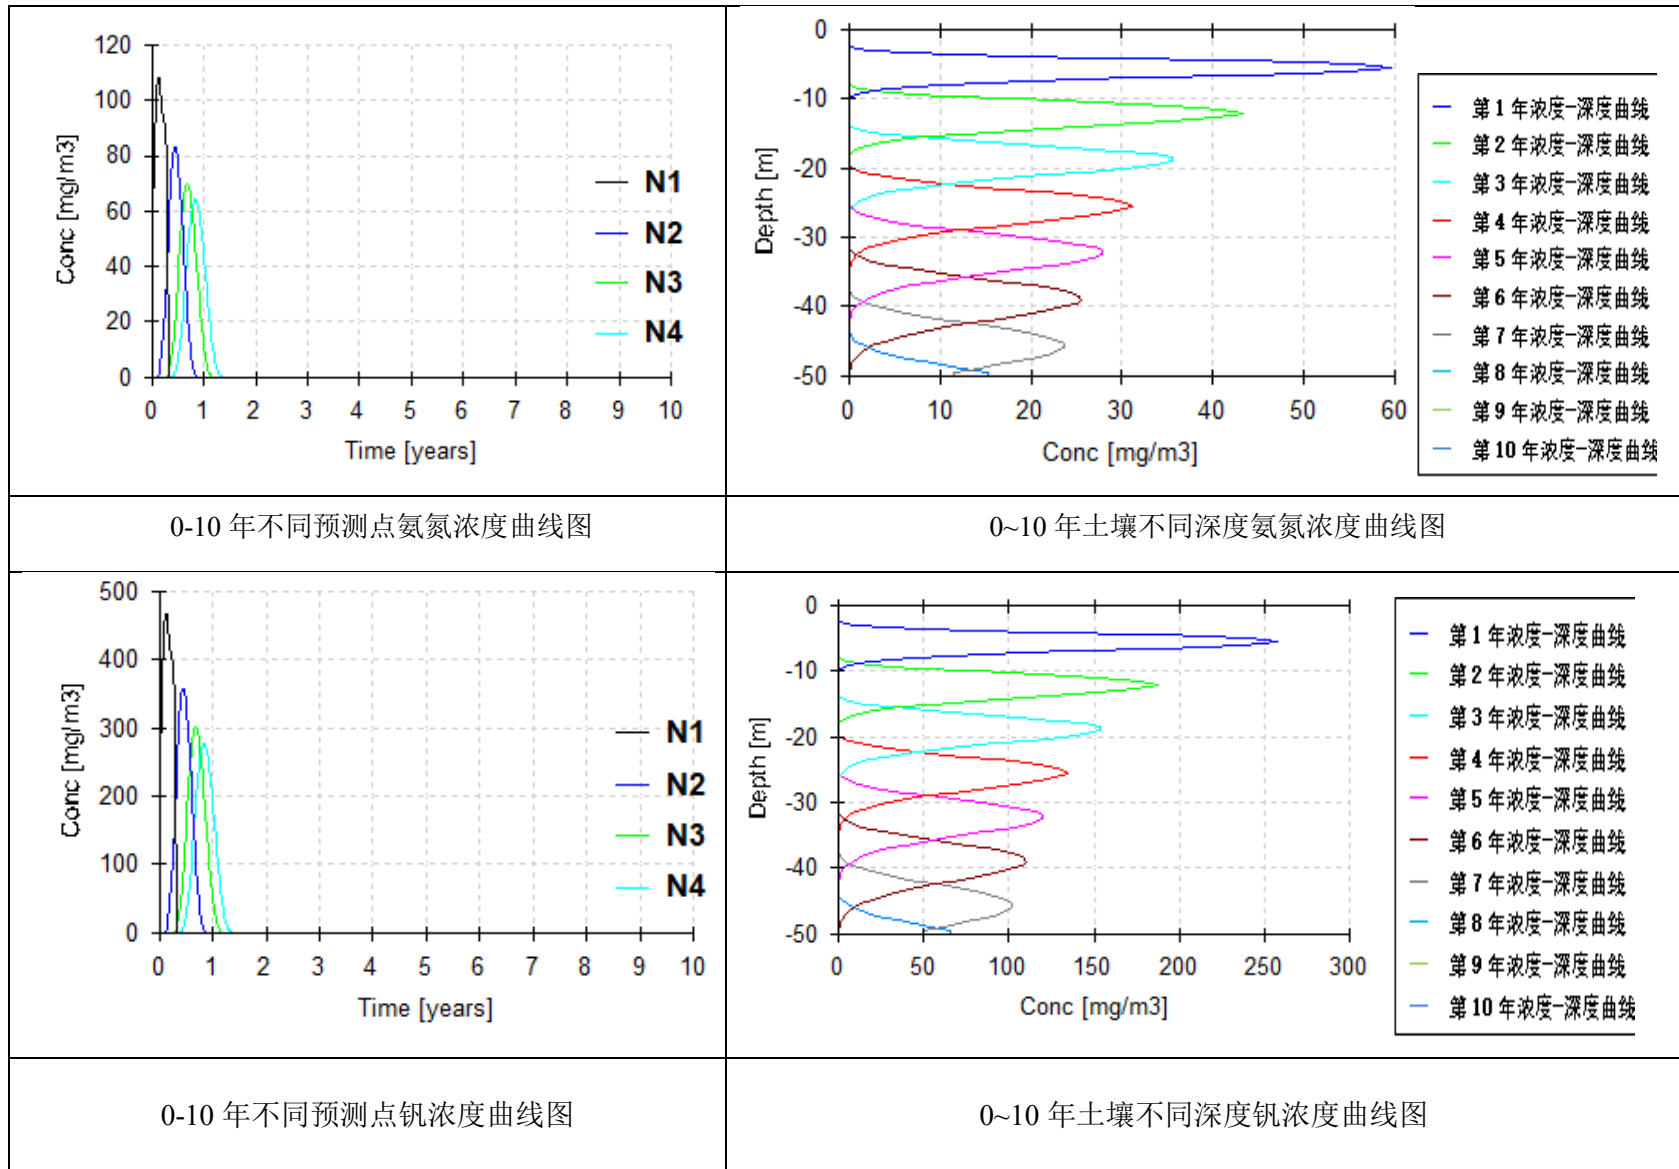 120
100
80
60
40
20
0
Conc [mg/m3]
0 1 2 3 4 5 6 7 8 9 10
Time [years]
N1
N2
N3
N4
0
-10
-20
-30
-40
-50
Depth [m]
0 10 20 30 40 50 60
Conc [mg/m3]
第1年浓度-深度曲线
第2年浓度-深度曲线
第3年浓度-深度曲线
第4年浓度-深度曲线
第5年浓度-深度曲线
第6年浓度-深度曲线
第7年浓度-深度曲线
第8年浓度-深度曲线
第9年浓度-深度曲线
第10年浓度-深度曲线
0-10 年不同预测点氨氮浓度曲线图
0~10 年土壤不同深度氨氮浓度曲线图
500
400
300
200
100
0
Conc [mg/m3]
0 1 2 3 4 5 6 7 8 9 10
Time [years]
N1
N2
N3
N4
0
-10
-20
-30
-40
-50
Depth [m]
0 50 100 150 200 250 300
Conc [mg/m3]
第1年浓度-深度曲线
第2年浓度-深度曲线
第3年浓度-深度曲线
第4年浓度-深度曲线
第5年浓度-深度曲线
第6年浓度-深度曲线
第7年浓度-深度曲线
第8年浓度-深度曲线
第9年浓度-深度曲线
第10年浓度-深度曲线
0-10 年不同预测点钒浓度曲线图
0~10 年土壤不同深度钒浓度曲线图